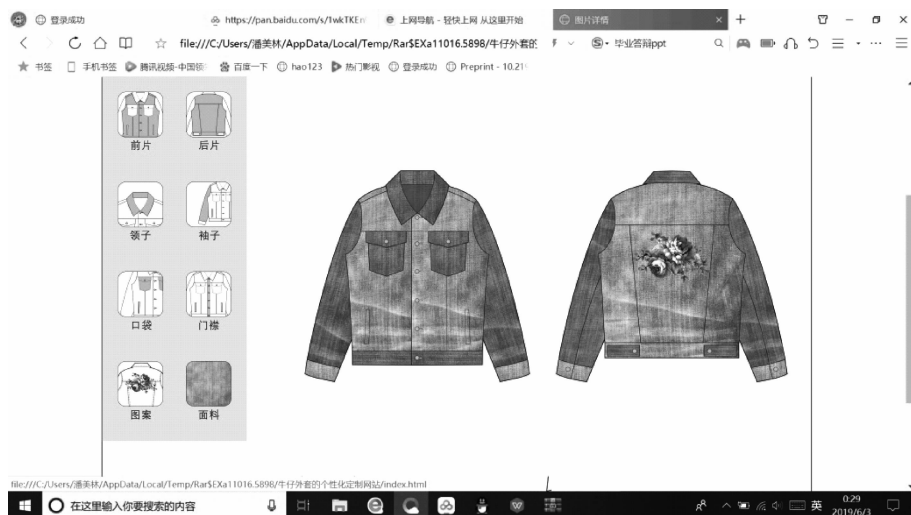 登录成功
https://pan.baidu.com/s/1wkTKEr
上网导航 - 轻快上网 从这里开始
图片详情
file:///C:/Users/潘美林/AppData/Local/Temp/Rar$EXa11016.5898/牛仔外套的
毕业答辩ppt
书签
手机书签
腾讯视频-中国领
百度一下
hao123
热门影视
登录成功
Preprint - 10.21
前片
后片
领子
袖子
口袋
门襟
图案
面料
file:///C:/Users/潘美林/AppData/Local/Temp/Rar$EXa11016.5898/牛仔外套的个性化定制网站/index.html
在这里输入你要搜索的内容
英
0:29
2019/6/3